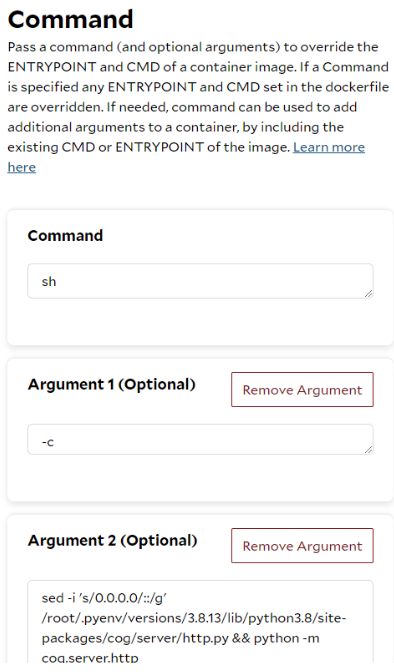 Command
Pass a command (and optional arguments) to override the
ENTRYPOINT and CMD of a container image. If a Command
is specified any ENTRYPOINT and CMD set in the dockerfile
are overridden. If needed, command can be used to add
additional arguments to a container, by including the
existing CMD or ENTRYPOINT of the image. Learn more
here
Command
sh
Argument 1 (Optional)
Remove Argument
-c
Argument 2 (Optional)
Remove Argument
sed -i 's/0.0.0.0/::/g'
/root/.pyenv/versions/3.8.13/lib/python3.8/site-
packages/cog/server/http.py && python -m
cog.server.http